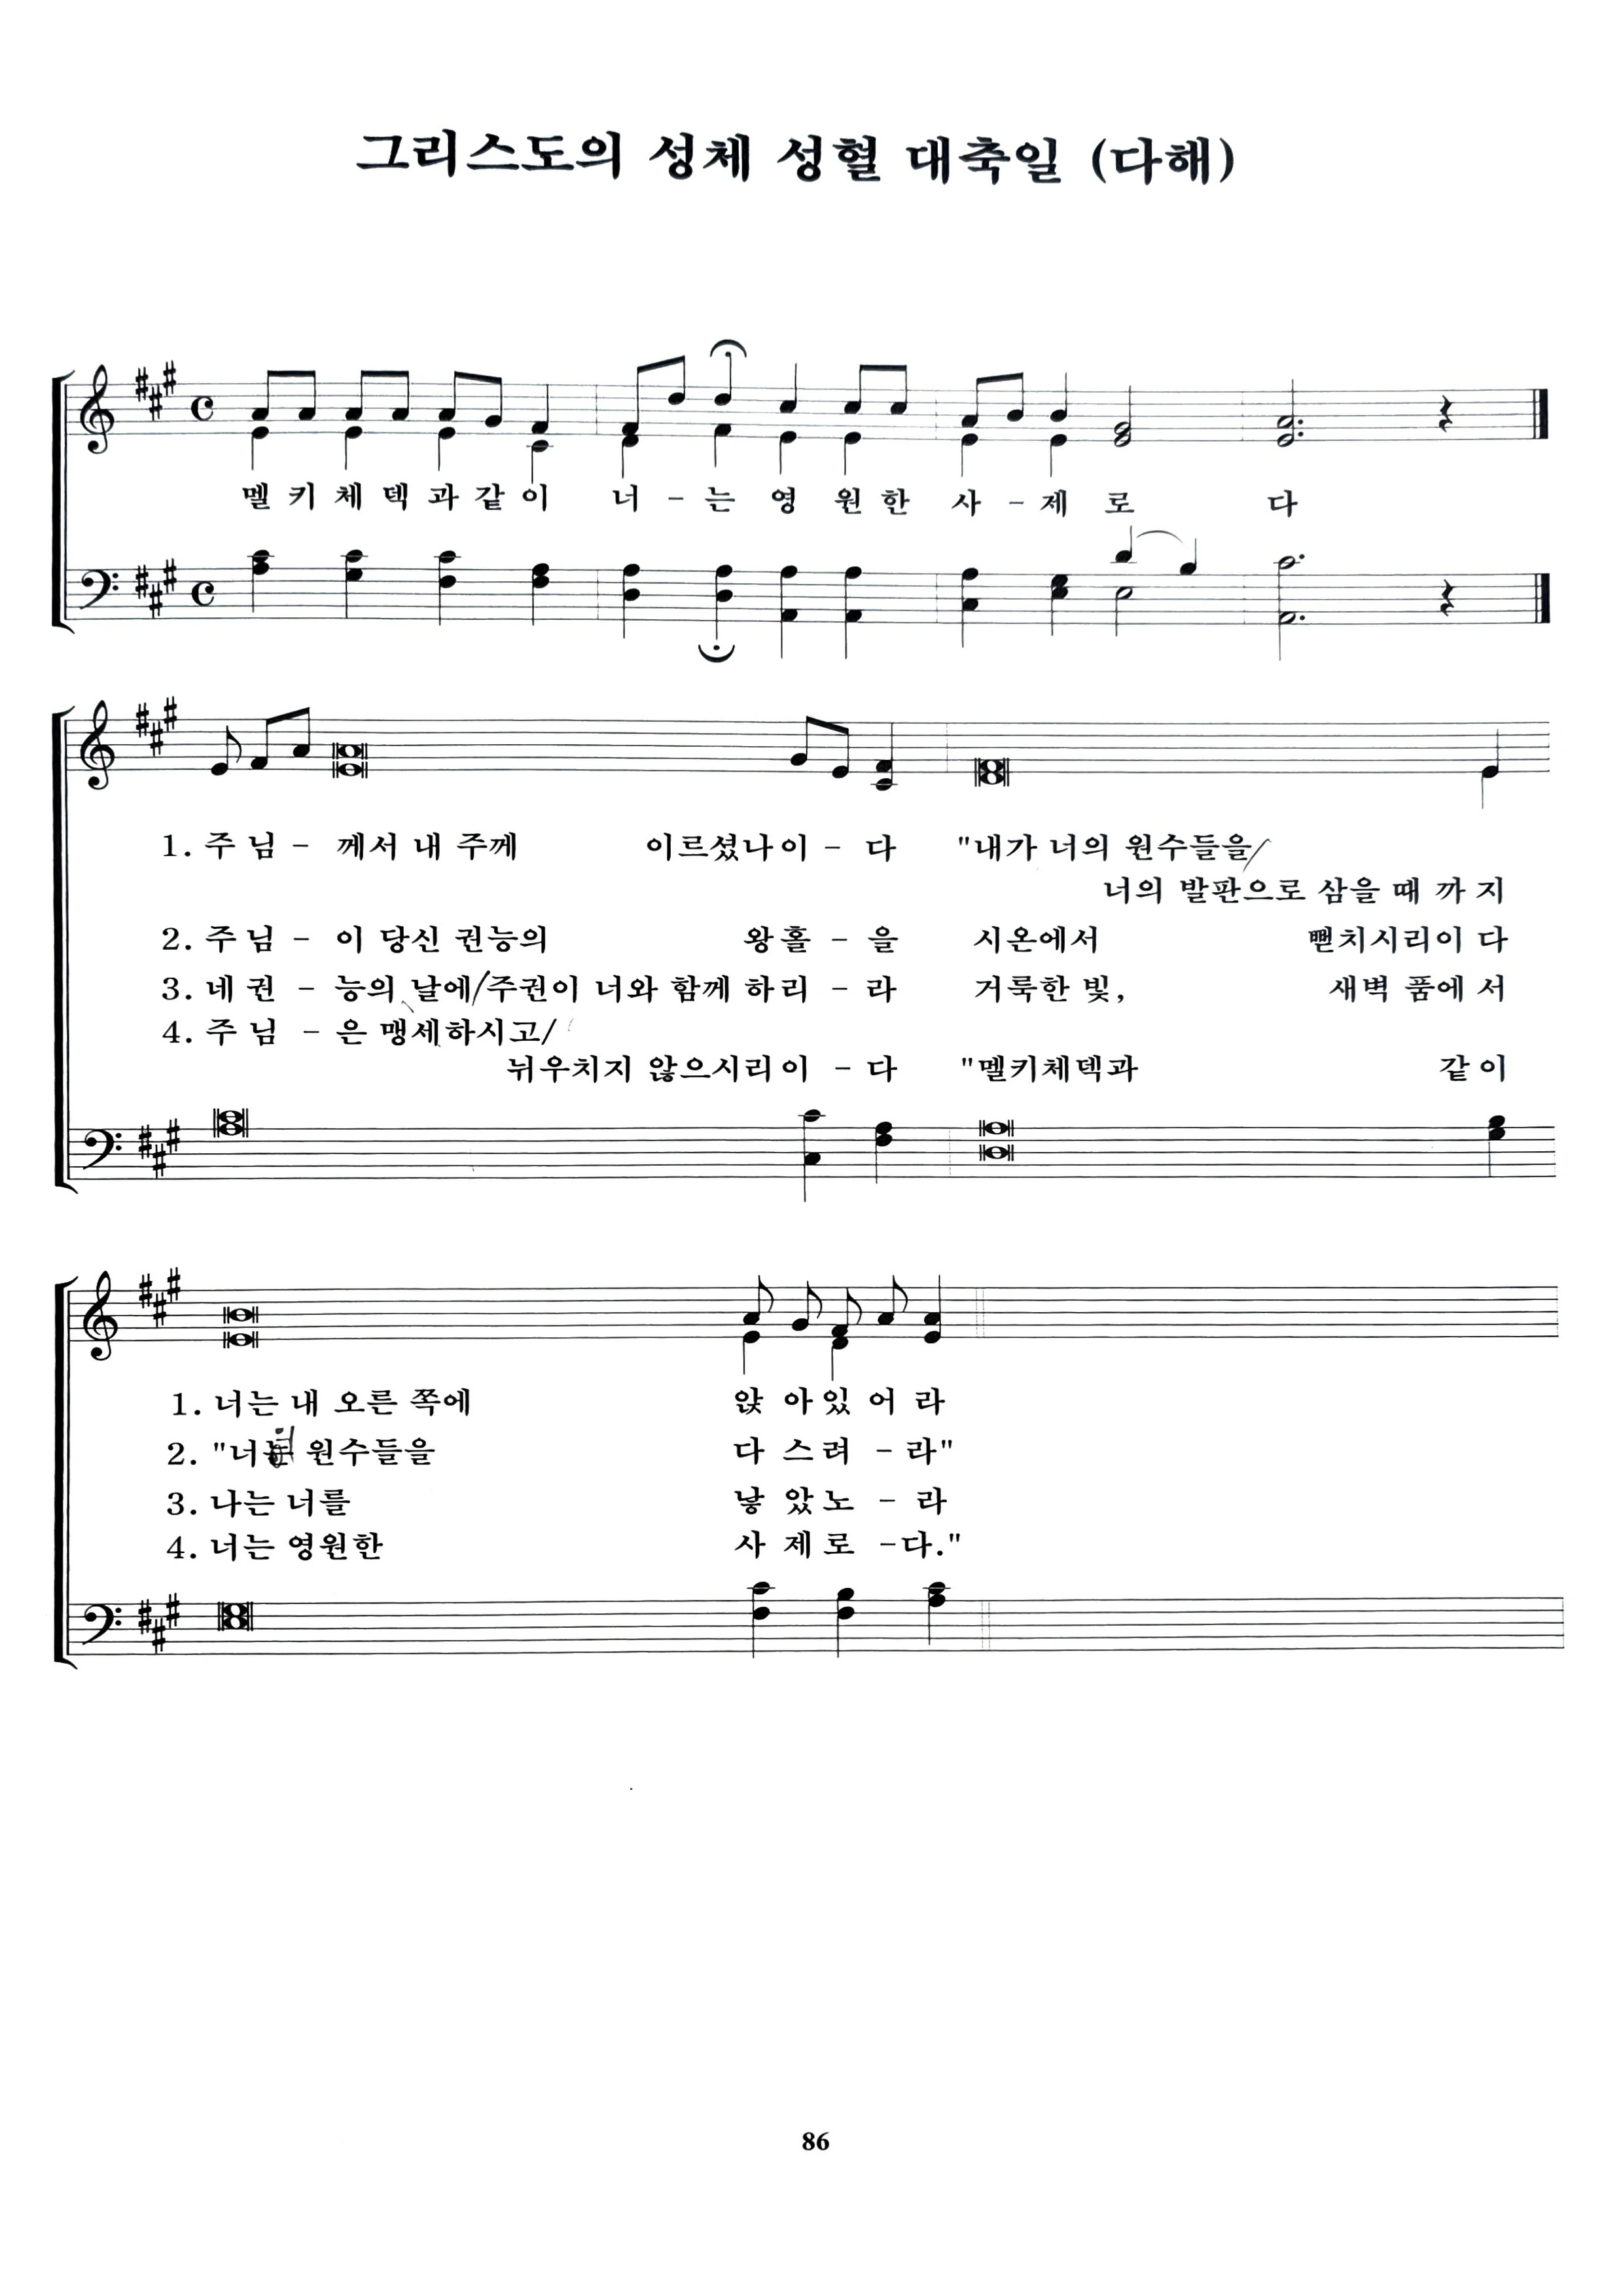 그리스도의 성체 성혈 대축일 (다해)
멜 키 체 텍 과 같 이 너 - 는 영 원 한 사 - 제 로 다
1. 주 님 - 께서 내 주께 이르셨나이 - 다 "내가 너의 원수들을/
너의 발판으로 삼을 때 까 지
2. 주 님 - 이 당신 권능의 왕홀 - 을 시온에서 뻗치시리이 다
3. 네 권 - 능의 날에/주권이 너와 함께 하리 - 라 거룩한 빛, 새벽 품에 서
4. 주 님 - 은 맹세하시고/
뉘우치지 않으시리이 - 다 "멜키체덱과 같 이
1. 너는 내 오른 쪽에 앉 아 있 어 라
2. "너 원수들을 다 스 려 - 라"
3. 나는 너를 낳 았 노 - 라
4. 너는 영원한 사 제 로 -다."
86